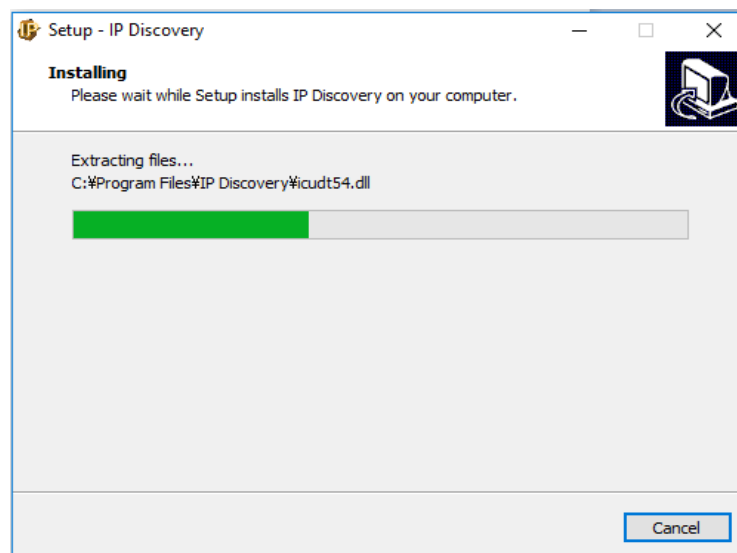 Setup - IP Discovery
Installing
Please wait while Setup installs IP Discovery on your computer.
Extracting files...
C:¥Program Files¥IP Discovery¥icudt54.dll
Cancel